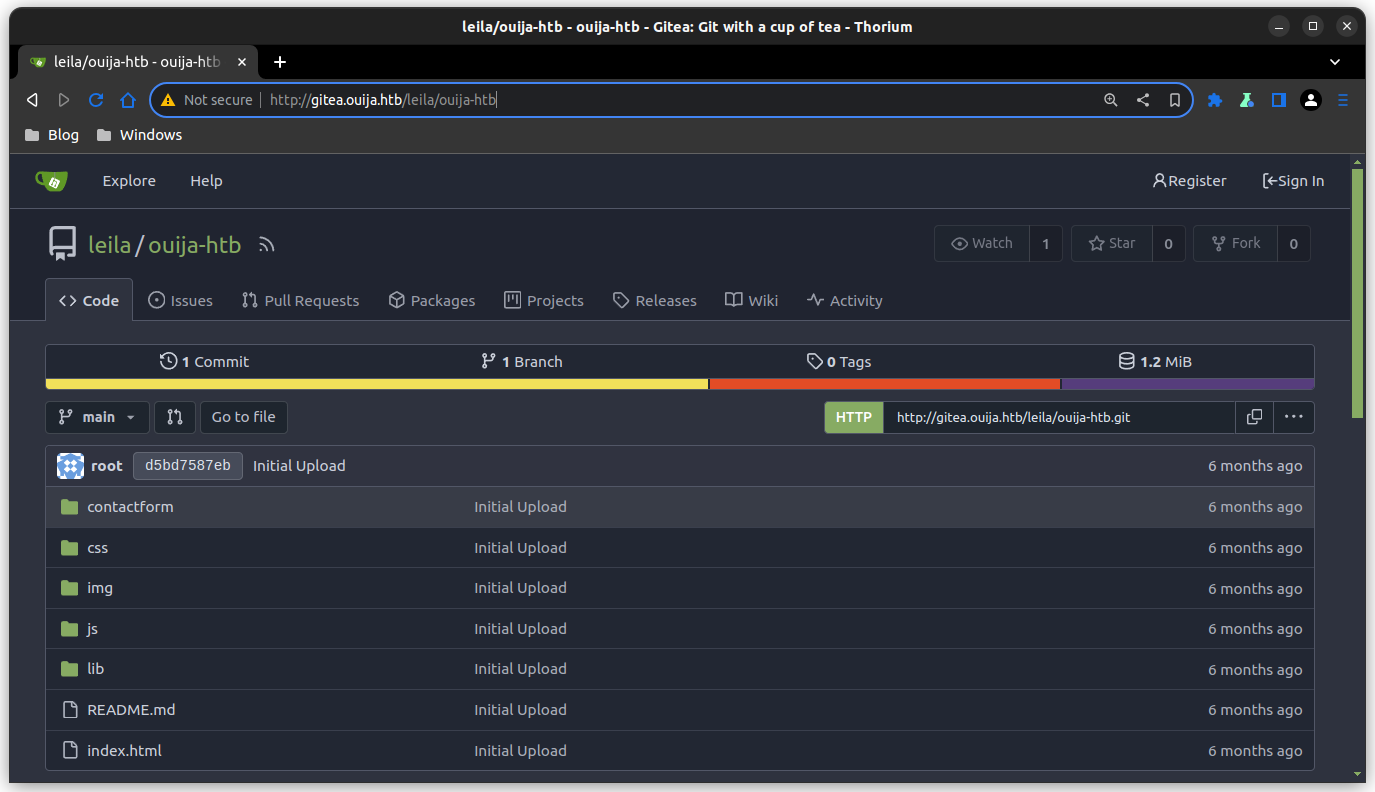 leila/ouija-htb - ouija-htb - Gitea: Git with a cup of tea - Thorium
leila/ouija-htb - ouija-htb
Not secure http://gitea.ouija.htb/leila/ouija-htb
Blog Windows
Explore Help Register Sign In
leila/ouija-htb Watch 1 Star 0 Fork 0
Code Issues Pull Requests Packages Projects Releases Wiki Activity
1 Commit 1 Branch 0 Tags 1.2 MiB
main Go to file HTTP http://gitea.ouija.htb/leila/ouija-htb.git
root d5bd7587eb Initial Upload 6 months ago
contactform Initial Upload 6 months ago
css Initial Upload 6 months ago
img Initial Upload 6 months ago
js Initial Upload 6 months ago
lib Initial Upload 6 months ago
README.md Initial Upload 6 months ago
index.html Initial Upload 6 months ago